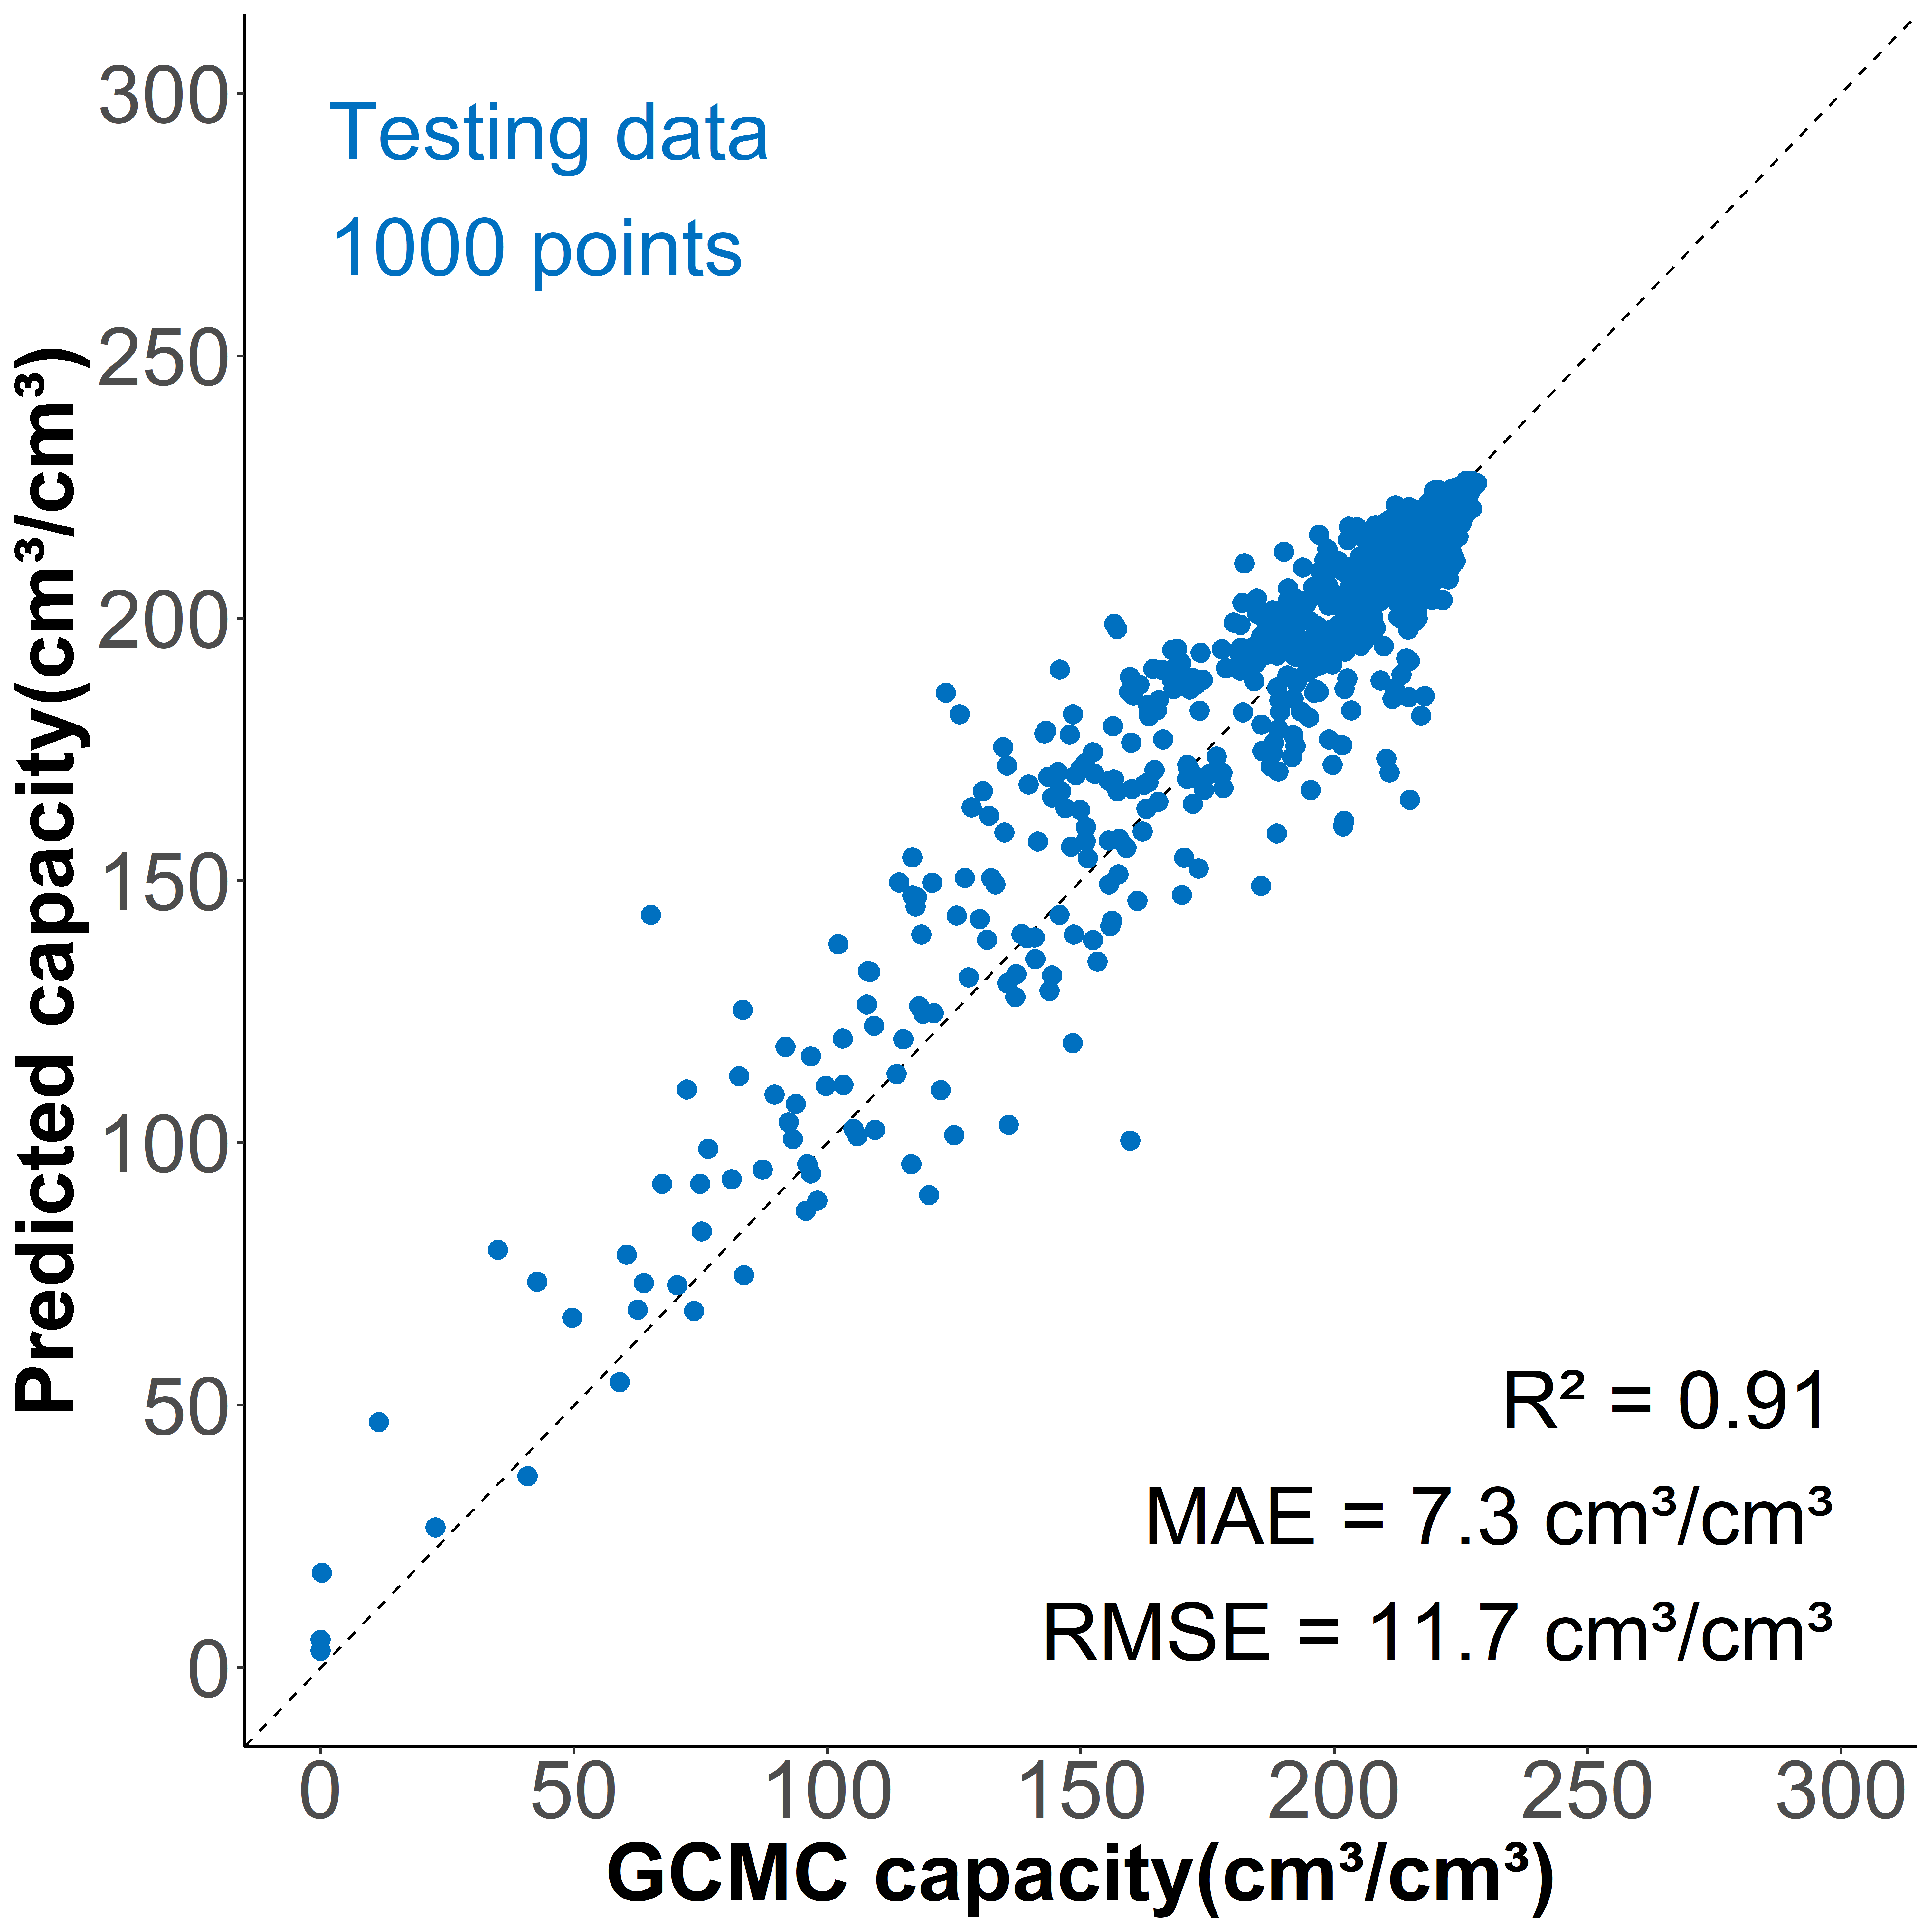 Testing data
1000 points
300
250
200
150
100
50
0
Predicted capacity(cm³/cm³)
R² = 0.91
MAE = 7.3 cm³/cm³
RMSE = 11.7 cm³/cm³
0 50 100 150 200 250 300
GCMC capacity(cm³/cm³)